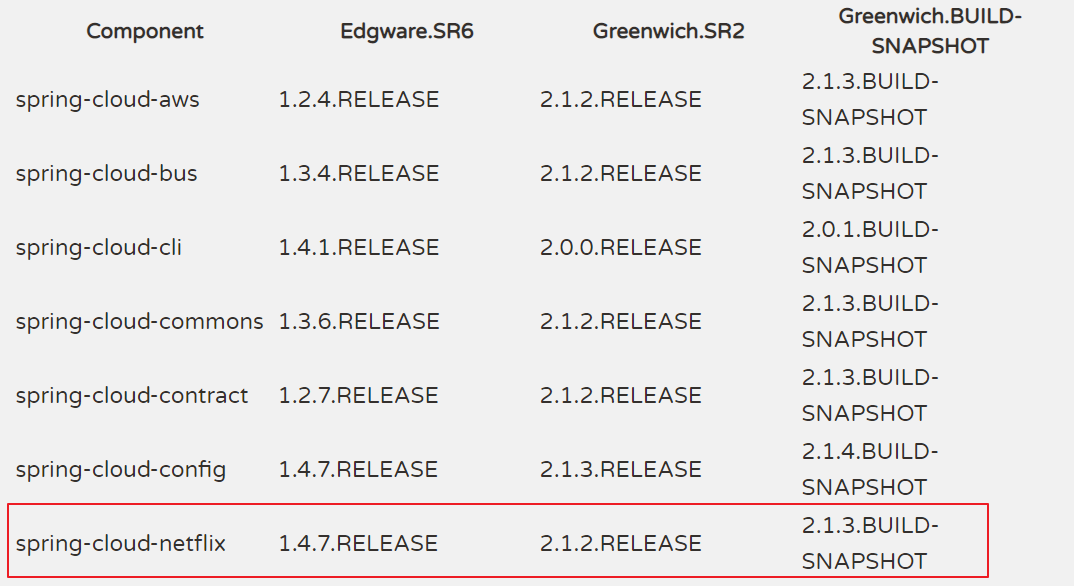 Component Edgware.SR6 Greenwich.SR2 Greenwich.BUILD-
SNAPSHOT
spring-cloud-aws 1.2.4.RELEASE 2.1.2.RELEASE 2.1.3.BUILD-
SNAPSHOT
spring-cloud-bus 1.3.4.RELEASE 2.1.2.RELEASE 2.1.3.BUILD-
SNAPSHOT
spring-cloud-cli 1.4.1.RELEASE 2.0.0.RELEASE 2.0.1.BUILD-
SNAPSHOT
spring-cloud-commons 1.3.6.RELEASE 2.1.2.RELEASE 2.1.3.BUILD-
SNAPSHOT
spring-cloud-contract 1.2.7.RELEASE 2.1.2.RELEASE 2.1.3.BUILD-
SNAPSHOT
spring-cloud-config 1.4.7.RELEASE 2.1.3.RELEASE 2.1.4.BUILD-
SNAPSHOT
spring-cloud-netflix 1.4.7.RELEASE 2.1.2.RELEASE 2.1.3.BUILD-
SNAPSHOT